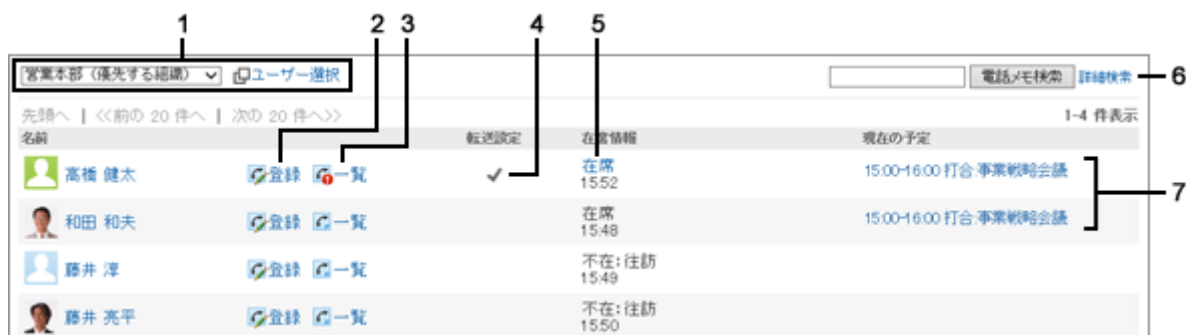 1 2 3 4 5
営業本部（優先する組織） ユーザー選択 電話メモ検索 詳細検索 6
先頭へ | <<前の 20 件へ | 次の 20 件へ>> 1-4 件表示
名前 転送設定 在席情報 現在の予定
高橋 健太 登録 一覧 在席 15:00-16:00 打合:事業戦略会議
15:52
7
和田 和夫 登録 一覧 在席 15:00-16:00 打合:事業戦略会議
15:48
藤井 淳 登録 一覧 不在:往訪
15:49
藤井 亮平 登録 一覧 不在:往訪
15:50